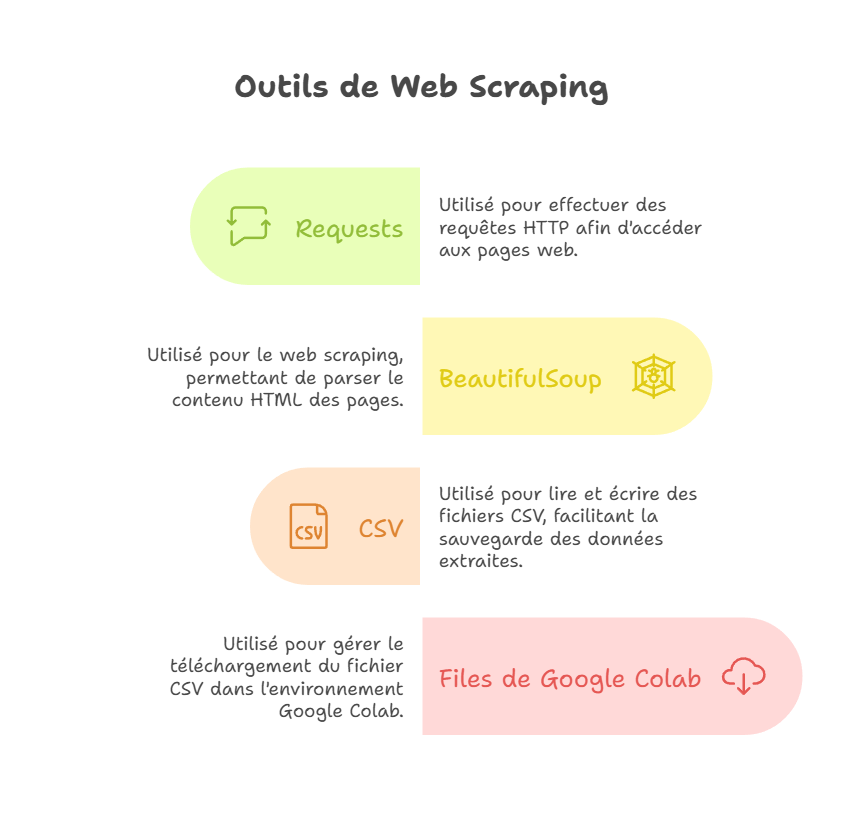 Outils de Web Scraping
Requests
Utilisé pour effectuer des
requêtes HTTP afin d'accéder
aux pages web.
Utilisé pour le web scraping,
permettant de parser le
contenu HTML des pages.
BeautifulSoup
CSV
CSV
Utilisé pour lire et écrire des
fichiers CSV, facilitant la
sauvegarde des données
extraites.
Utilisé pour gérer le
téléchargement du fichier
CSV dans l'environnement
Google Colab.
Files de Google Colab